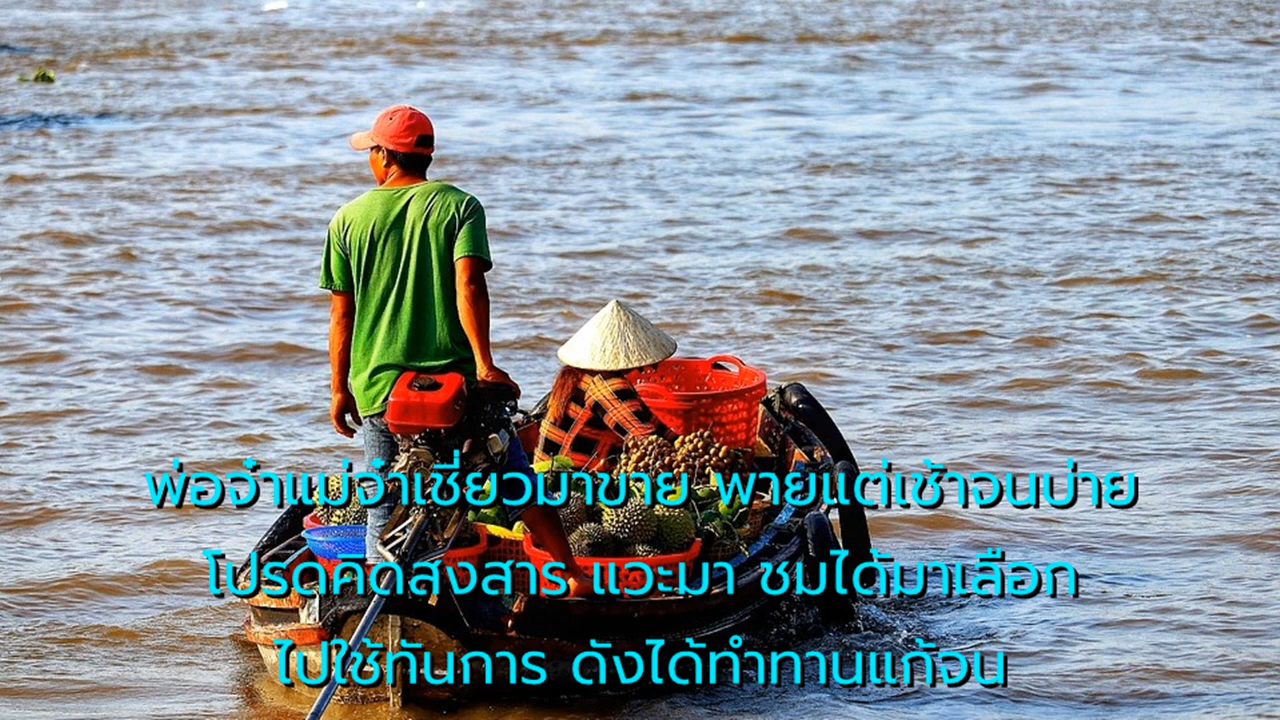 พ่อจ๋าแม่จ๋าเชี่ยวมาขาย พายแต่เช้าจนบ่าย
โปรดคิดสงสาร แวะมา ชมได้มาเลือก
ไปใช้ทันการ ดังได้ทำทานแก้จน